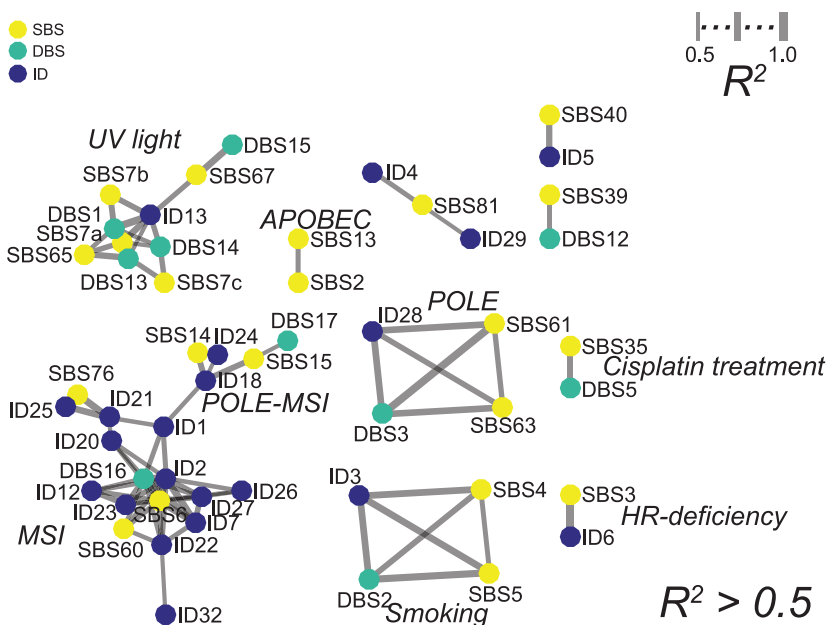 SBS
DBS
ID
0.5
1.0
R²
UV light
DBS15
SBS67
SBS7b
DBS1
ID13
SBS7a
SBS65
DBS14
DBS13
SBS7c
APOBEC
SBS13
SBS2
ID4
SBS81
ID29
SBS40
ID5
SBS39
DBS12
POLE
ID28
SBS61
DBS3
SBS63
SBS35
Cisplatin treatment
DBS5
DBS17
SBS14
ID24
SBS15
ID18
POLE-MSI
SBS76
ID21
ID25
ID1
ID20
DBS16
ID2
ID12
ID26
ID23
SBS6
ID27
ID7
MSI
SBS60
ID22
ID32
ID3
SBS4
DBS2
SBS5
Smoking
SBS3
HR-deficiency
ID6
R² > 0.5